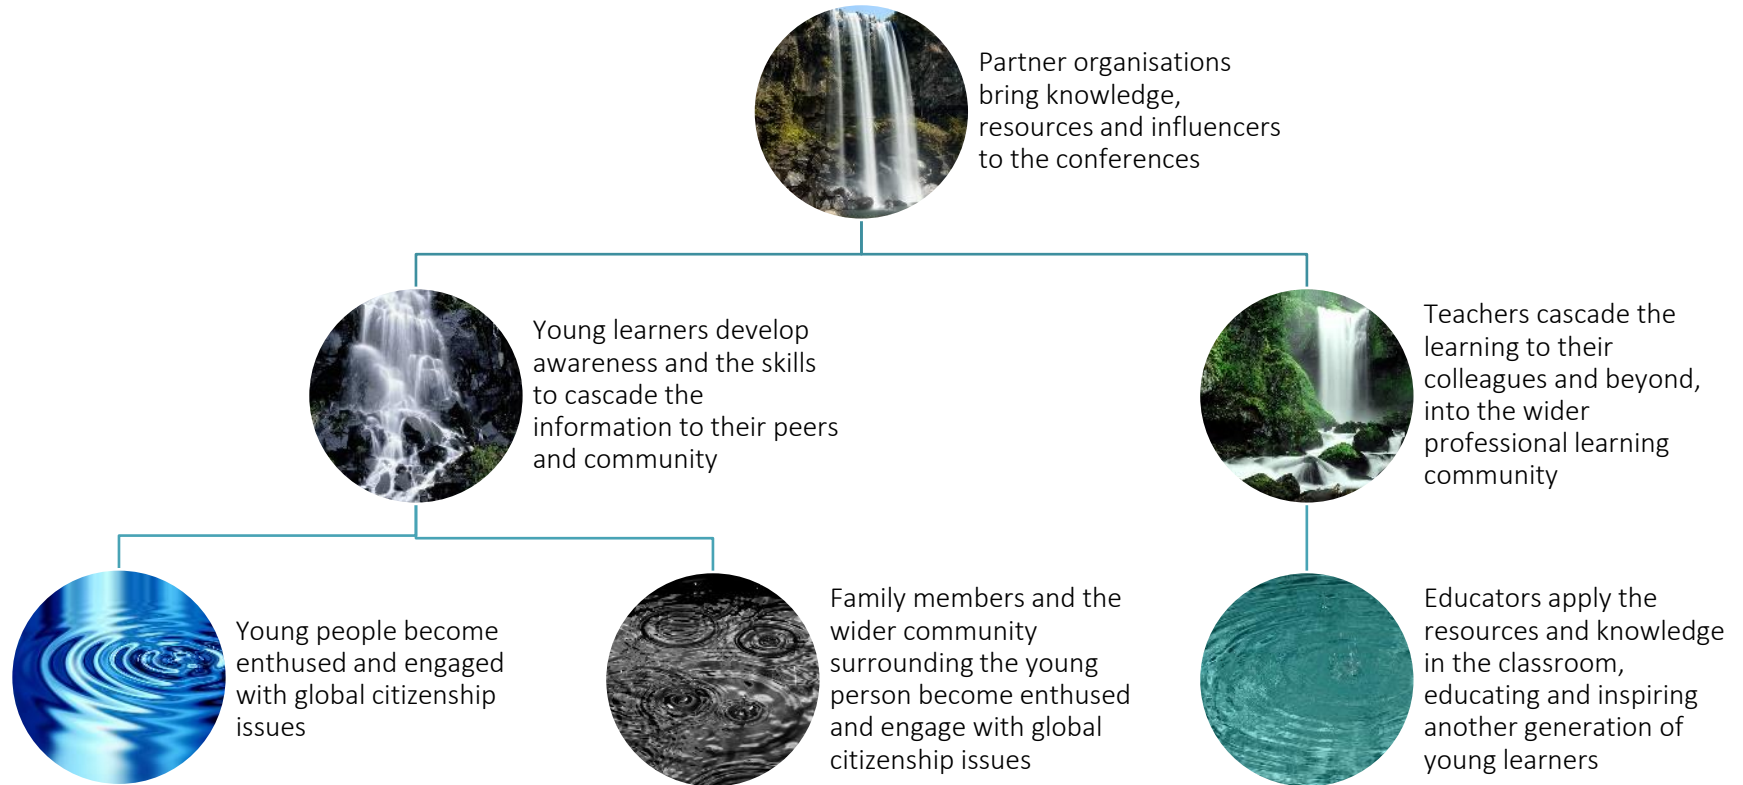 Partner organisations
bring knowledge,
resources and influencers
to the conferences
Young learners develop
awareness and the skills
to cascade the
information to their peers
and community
Teachers cascade the
learning to their
colleagues and beyond,
into the wider
professional learning
community
Young people become
enthused and engaged
with global citizenship
issues
Family members and the
wider community
surrounding the young
person become enthused
and engage with global
citizenship issues
Educators apply the
resources and knowledge
in the classroom,
educating and inspiring
another generation of
young learners